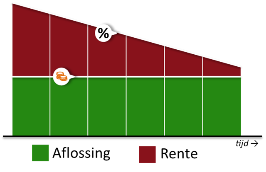 %
tijd →
Aflossing
Rente